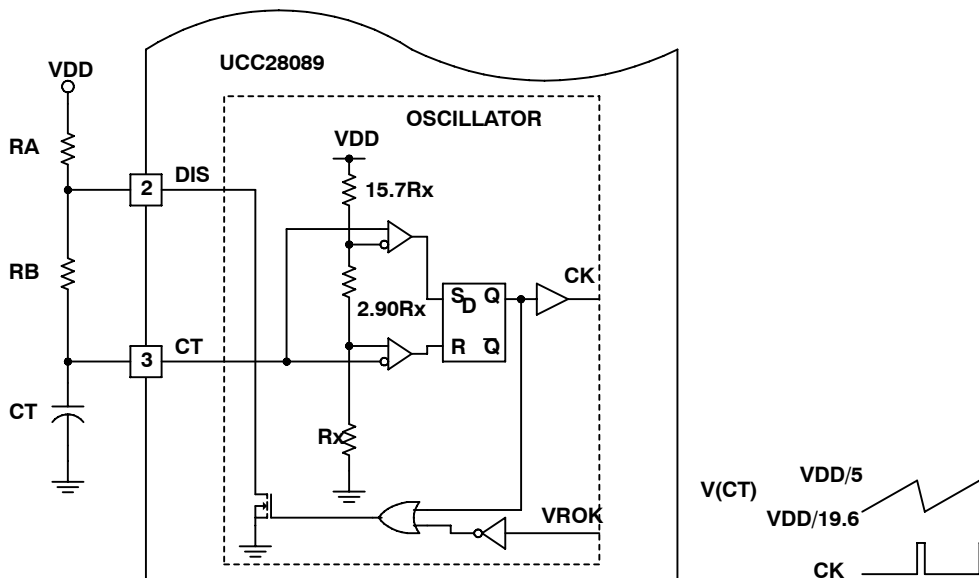 UCC28089
VDD
OSCILLATOR
VDD
RA
15.7Rx
2
DIS
RB
2.90Rx
CK
SD Q
R Q̅
3
CT
CT
Rx
VROK
V(CT)
VDD/5
VDD/19.6
CK